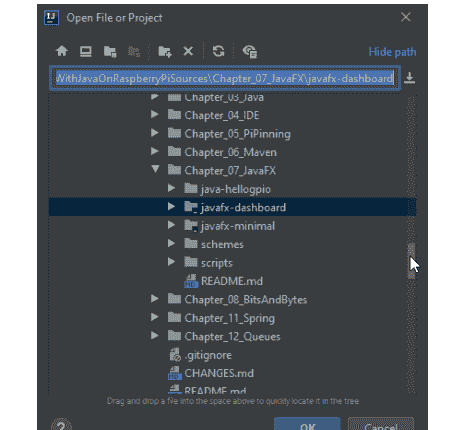 IJ Open File or Project
Hide path
WithJavaOnRaspberryPiSources\Chapter_07_JavaFX\javafx-dashboard
Chapter_03_Java
Chapter_04_IDE
Chapter_05_PiPinning
Chapter_06_Maven
Chapter_07_JavaFX
java-hellogpio
javafx-dashboard
javafx-minimal
schemes
scripts
README.md
Chapter_08_BitsAndBytes
Chapter_11_Spring
Chapter_12_Queues
.gitignore
CHANGES.md
README.md
Drag and drop a file into the space above to quickly locate it in the tree
? OK Cancel